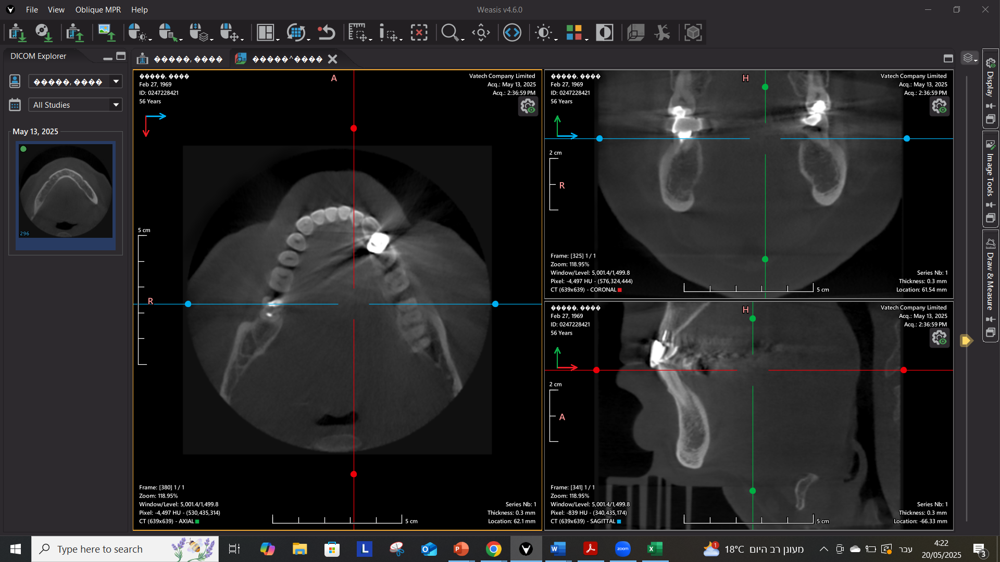 File View Oblique MPR Help
Weasis v4.6.0
DICOM Explorer
�����, ����
�����^����
�����, ����
All Studies
May 13, 2025
296
�����, ����
Feb 27, 1969
ID: 0247228421
56 Years
A
Vatech Company Limited
Acq.: May 13, 2025
Acq.: 2:36:59 PM
5 cm
R
Frame: [380] 1 / 1
Zoom: 118.95%
Window/Level: 5,001.4/1,499.8
Pixel: -4,497 HU - (530,435,314)
CT (639x639) - AXIAL
5 cm
Series Nb: 1
Thickness: 0.3 mm
Location: 62.1 mm
�����, ����
Feb 27, 1969
ID: 0247228421
56 Years
H
Vatech Company Limited
Acq.: May 13, 2025
Acq.: 2:36:59 PM
2 cm
R
Frame: [325] 1 / 1
Zoom: 118.95%
Window/Level: 5,001.4/1,499.8
Pixel: -4,497 HU - (576,324,444)
CT (639x639) - CORONAL
5 cm
Series Nb: 1
Thickness: 0.3 mm
Location: 61.54 mm
�����, ����
Feb 27, 1969
ID: 0247228421
56 Years
H
Vatech Company Limited
Acq.: May 13, 2025
Acq.: 2:36:59 PM
2 cm
A
Frame: [341] 1 / 1
Zoom: 118.95%
Window/Level: 5,001.4/1,499.8
Pixel: -839 HU - (340,435,174)
CT (639x639) - SAGITTAL
5 cm
Series Nb: 1
Thickness: 0.3 mm
Location: -66.33 mm
Display
Image Tools
Draw & Measure
Type here to search
L
zoom
1
18°C מעונן רב היום
עבר
4:22
20/05/2025
3